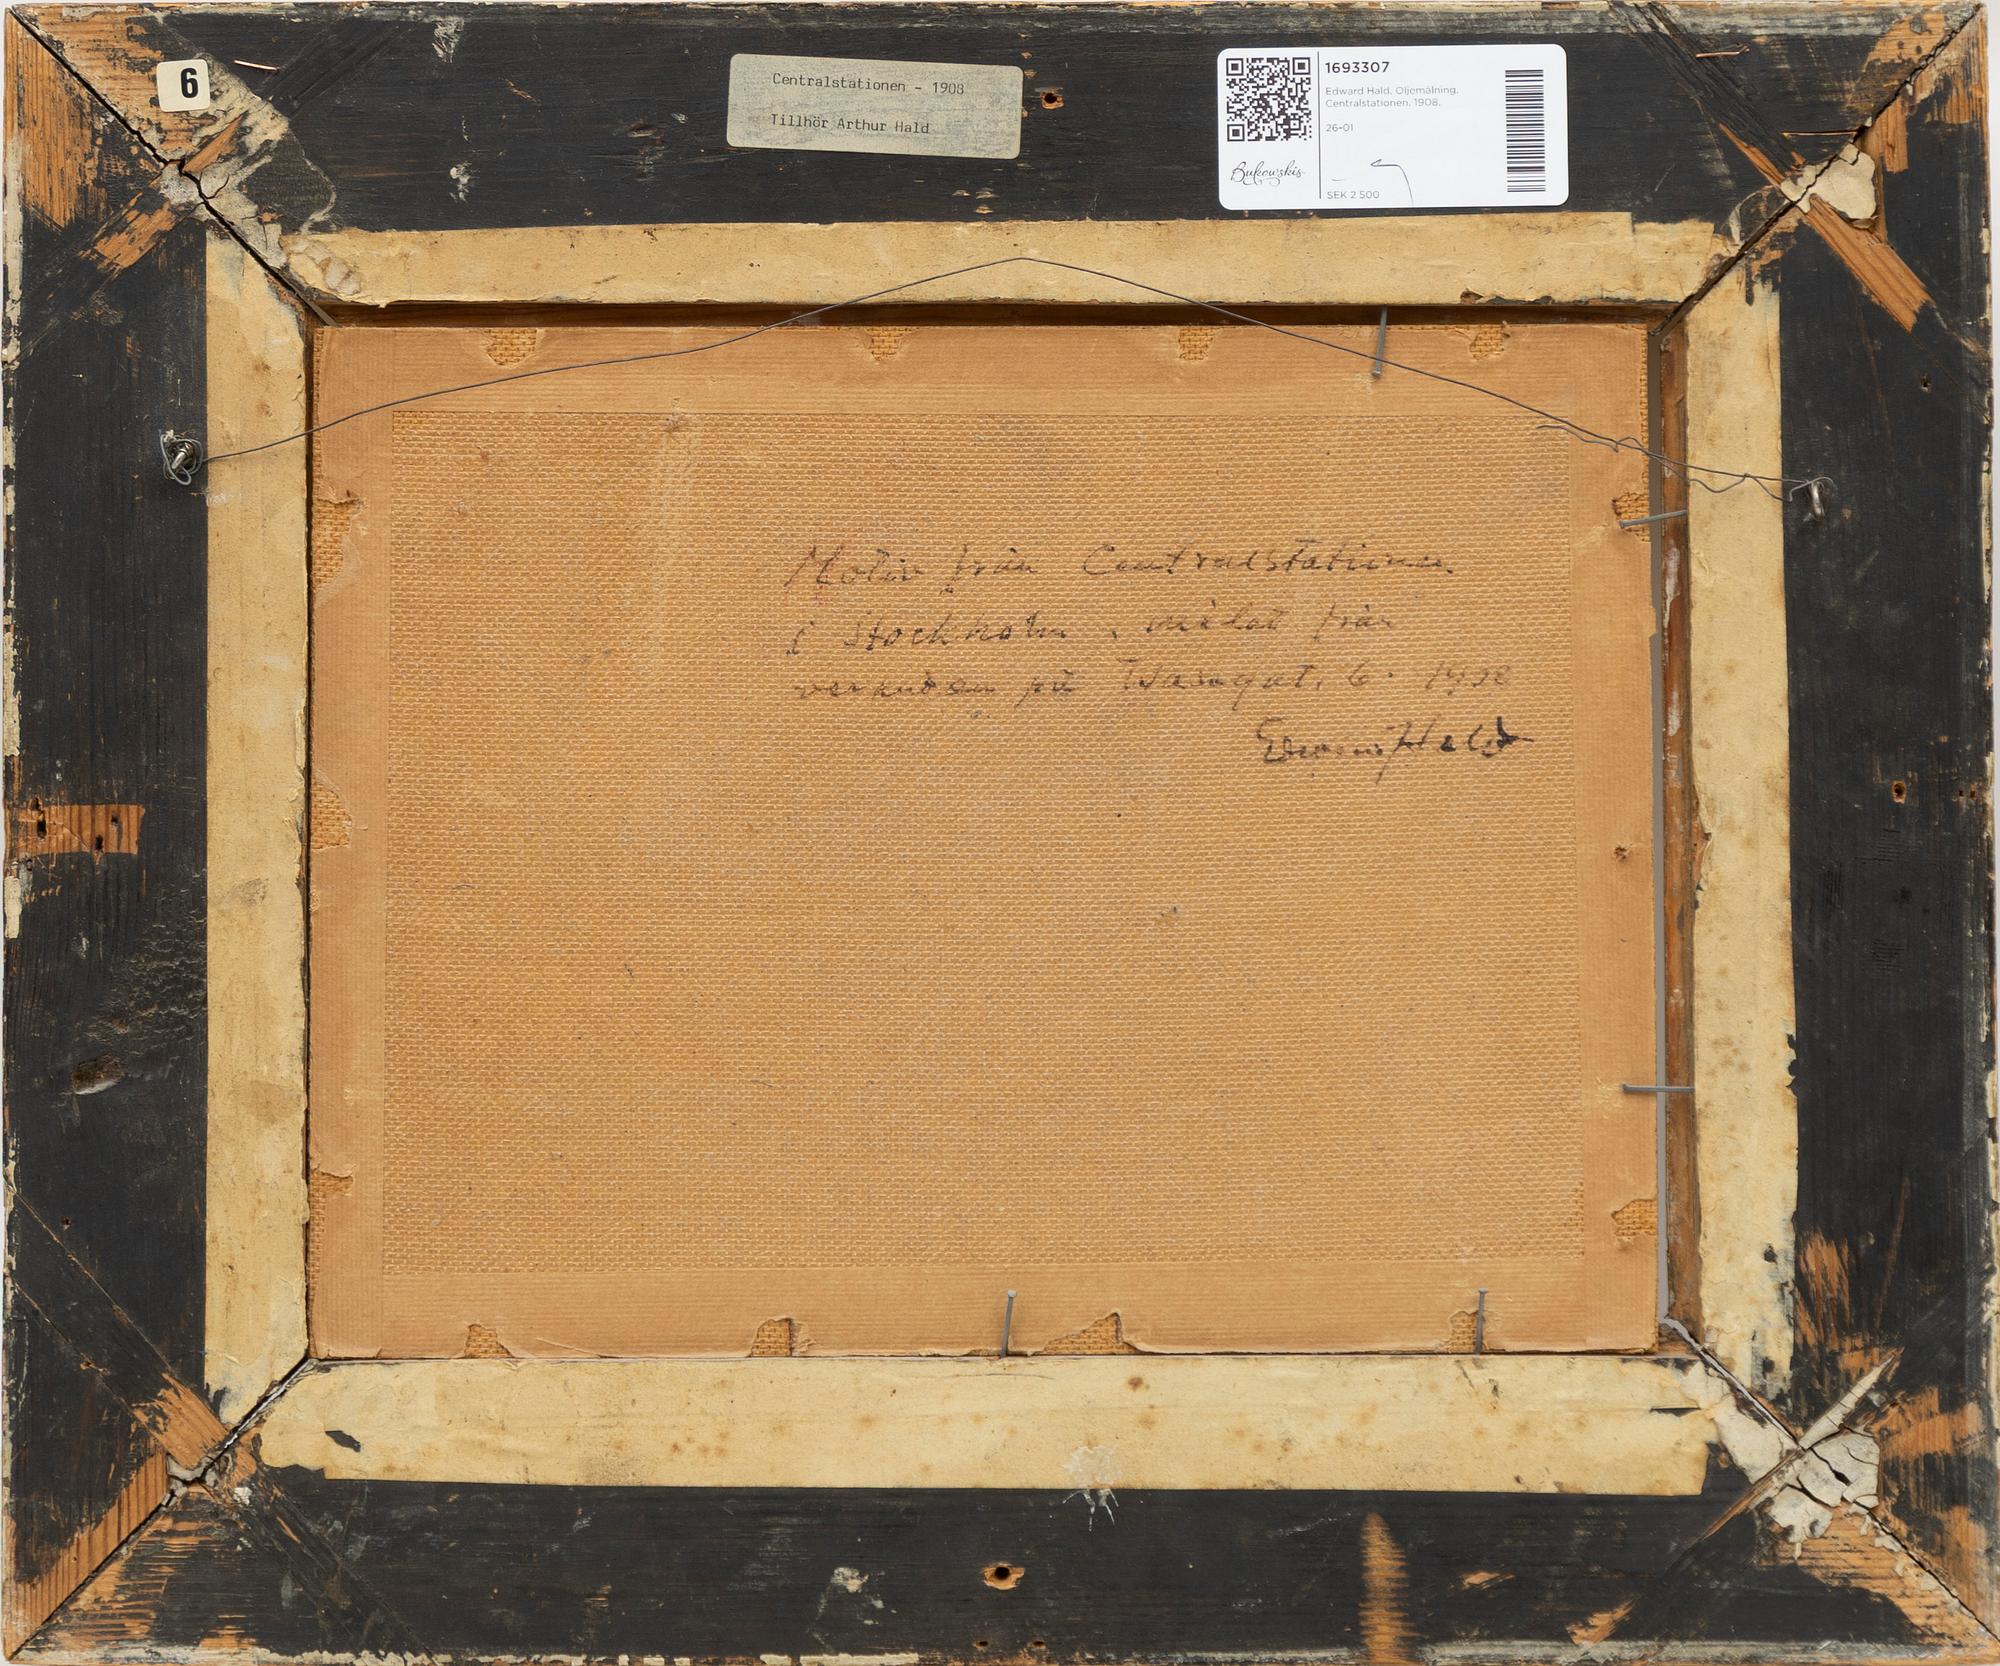 6
Centralstationen - 1908
Tillhör Arthur Hald
1693307
Edward Hald. Oljemålning.
Centralstationen. 1908.
26-01
Bukowskis
SEK 2 500
Motiv från Centralstationen
i Stockholm, målat från
verandan på Wasagat. 6. 1908
Edward Hald